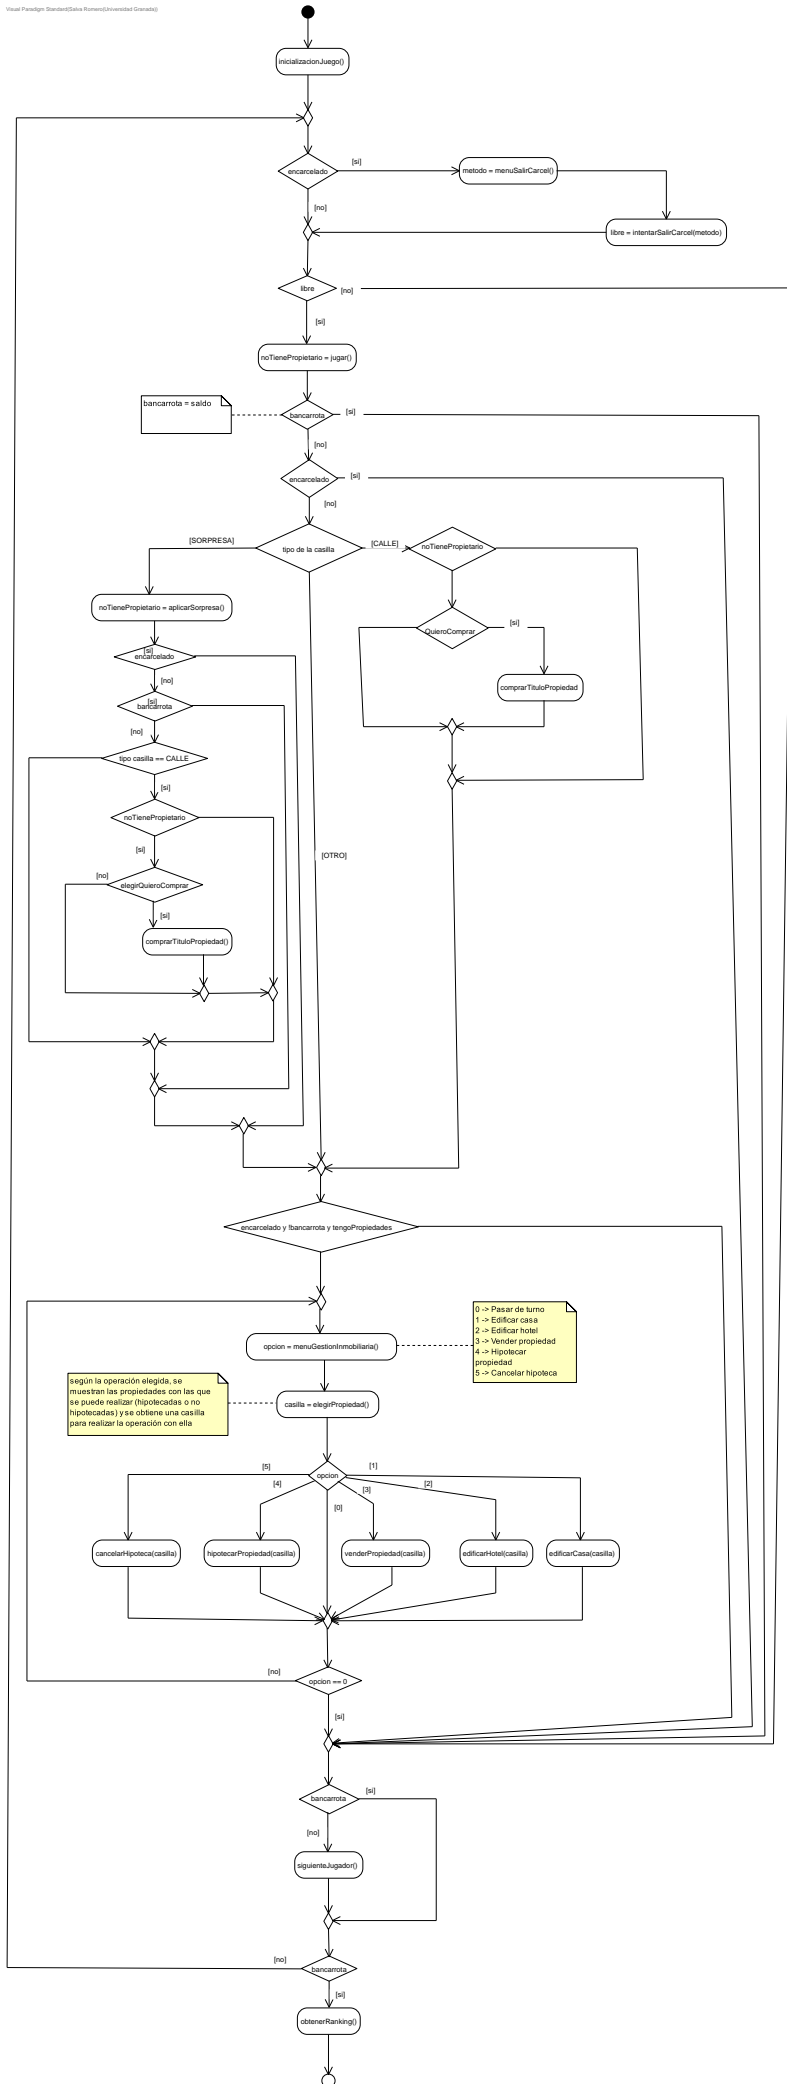 Visual Paradigm Standard(Salva Romero(Universidad Granada))
inicializacionJuego()
encarcelado
[si]
metodo = menuSalirCarcel()
[no]
libre = intentarSalirCarcel(metodo)
libre
[no]
[si]
noTienePropietario = jugar()
bancarrota = saldo
bancarrota
[si]
[no]
encarcelado
[si]
[no]
[SORPRESA]
tipo de la casilla
[CALLE]
noTienePropietario
noTienePropietario = aplicarSorpresa()
QuieroComprar
[si]
[si]
encarcelado
[no]
comprarTituloPropiedad
[si]
bancarrota
[no]
tipo casilla == CALLE
[si]
noTienePropietario
[si]
[OTRO]
[no]
elegirQuieroComprar
[si]
comprarTituloPropiedad()
encarcelado y !bancarrota y tengoPropiedades
opcion = menuGestionInmobiliaria()
0 -> Pasar de turno
1 -> Edificar casa
2 -> Edificar hotel
3 -> Vender propiedad
4 -> Hipotecar
propiedad
5 -> Cancelar hipoteca
según la operación elegida, se
muestran las propiedades con las que
se puede realizar (hipotecadas o no
hipotecadas) y se obtiene una casilla
para realizar la operación con ella
casilla = elegirPropiedad()
opcion
[5]
[1]
[4]
[3]
[2]
[0]
cancelarHipoteca(casilla)
hipotecarPropiedad(casilla)
venderPropiedad(casilla)
edificarHotel(casilla)
edificarCasa(casilla)
[no]
opcion == 0
[si]
bancarrota
[si]
[no]
siguienteJugador()
[no]
bancarrota
[si]
obtenerRanking()